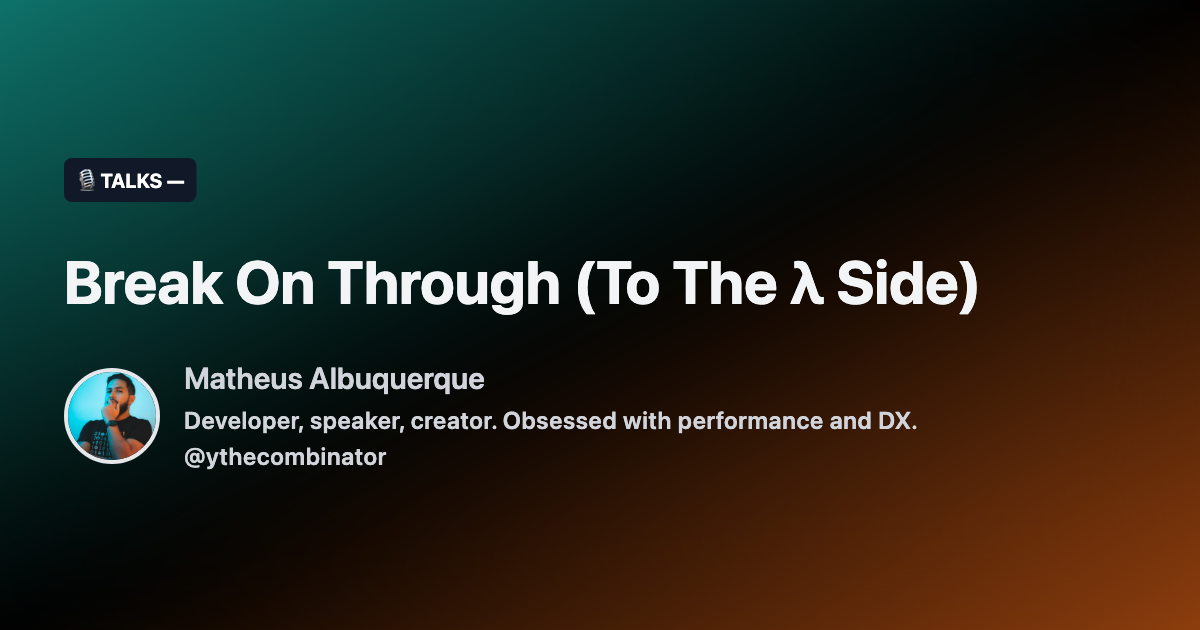 🎙 TALKS —
Break On Through (To The λ Side)
Matheus Albuquerque
Developer, speaker, creator. Obsessed with performance and DX.
@ythecombinator